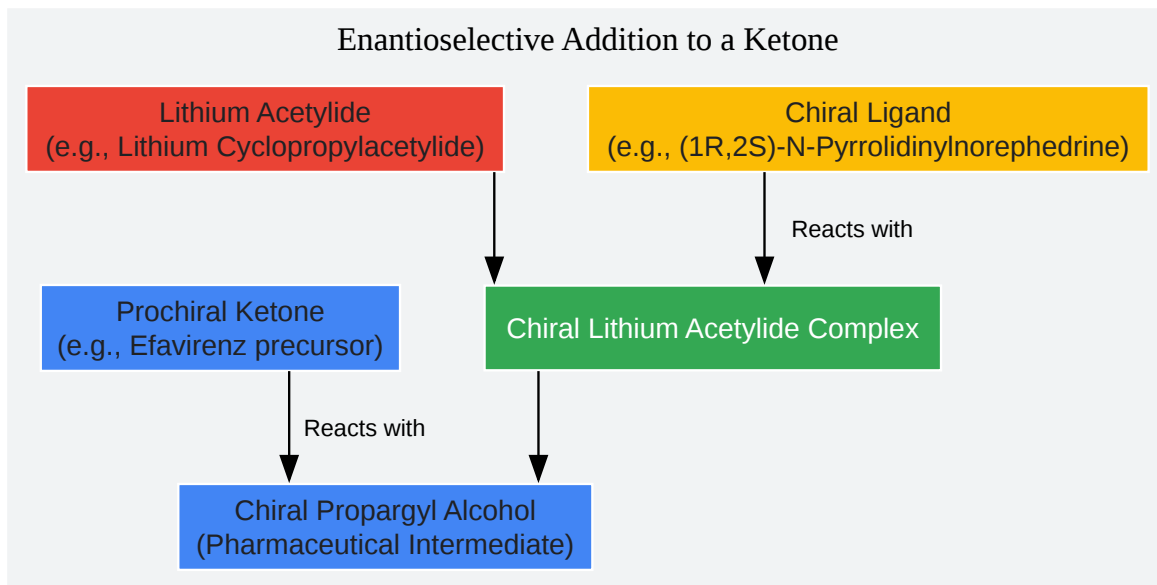 Enantioselective Addition to a Ketone
Lithium Acetylide
(e.g., Lithium Cyclopropylacetylide)
Chiral Ligand
(e.g., (1R,2S)-N-Pyrrolidinylnorephedrine)
Reacts with
Prochiral Ketone
(e.g., Efavirenz precursor)
Chiral Lithium Acetylide Complex
Reacts with
Chiral Propargyl Alcohol
(Pharmaceutical Intermediate)